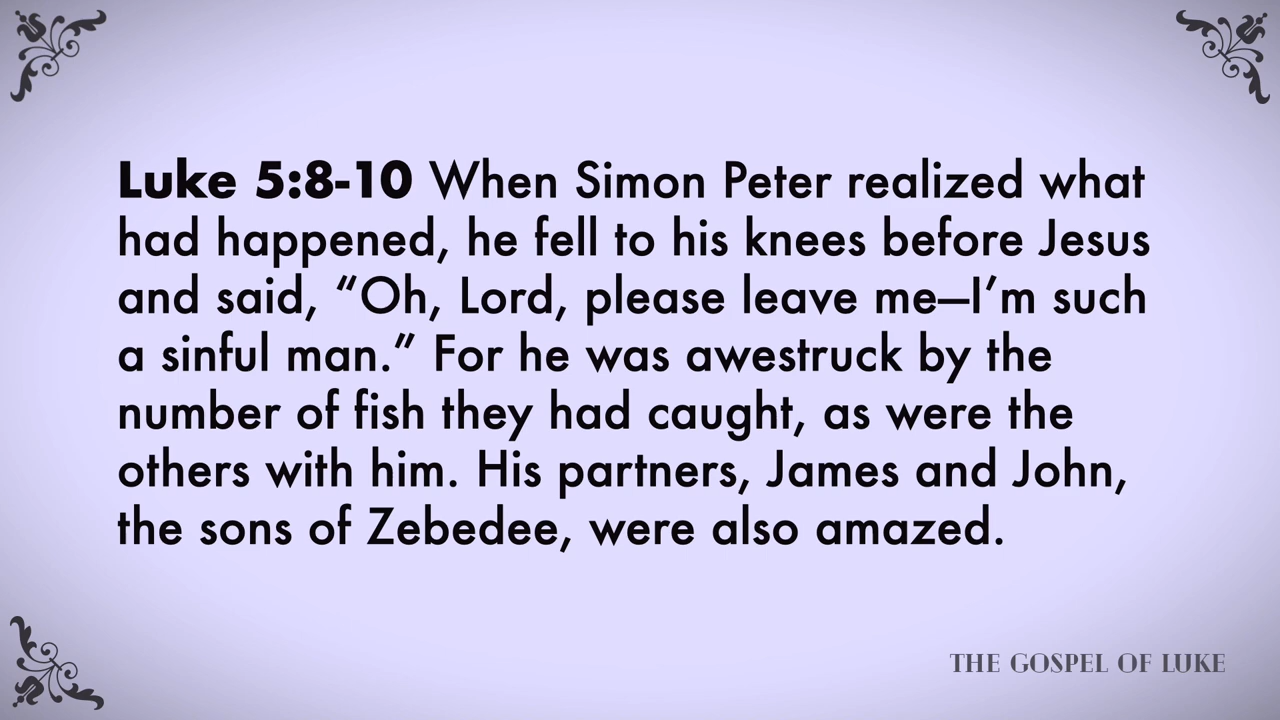 Luke 5:8-10 When Simon Peter realized what
had happened, he fell to his knees before Jesus
and said, “Oh, Lord, please leave me—I’m such
a sinful man.” For he was awestruck by the
number of fish they had caught, as were the
others with him. His partners, James and John,
the sons of Zebedee, were also amazed.
THE GOSPEL OF LUKE